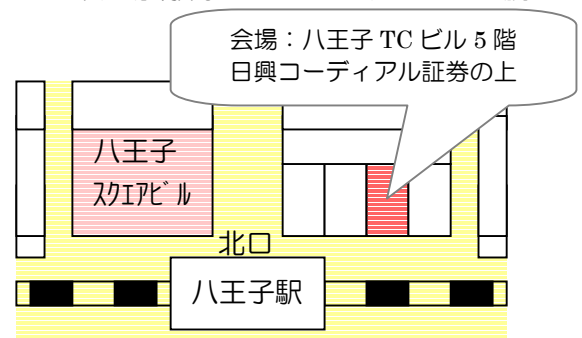 会場：八王子 TC ビル 5 階
日興コーディアル証券の上
八王子
ｽｸｴｱﾋﾞﾙ
北口
八王子駅